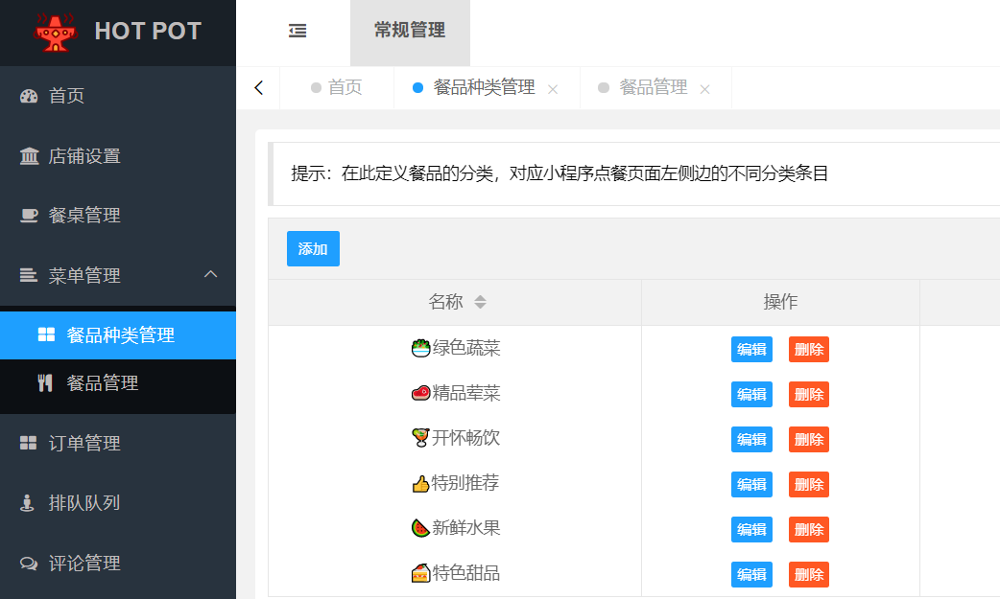 HOT POT
常规管理
首页
餐品种类管理
餐品管理
首页
店铺设置
餐桌管理
菜单管理
餐品种类管理
餐品管理
订单管理
排队队列
评论管理
提示：在此定义餐品的分类，对应小程序点餐页面左侧边的不同分类条目
添加
名称 操作
🥗绿色蔬菜 编辑 删除
🥩精品荤菜 编辑 删除
🍹开怀畅饮 编辑 删除
👍特别推荐 编辑 删除
🍉新鲜水果 编辑 删除
🍰特色甜品 编辑 删除